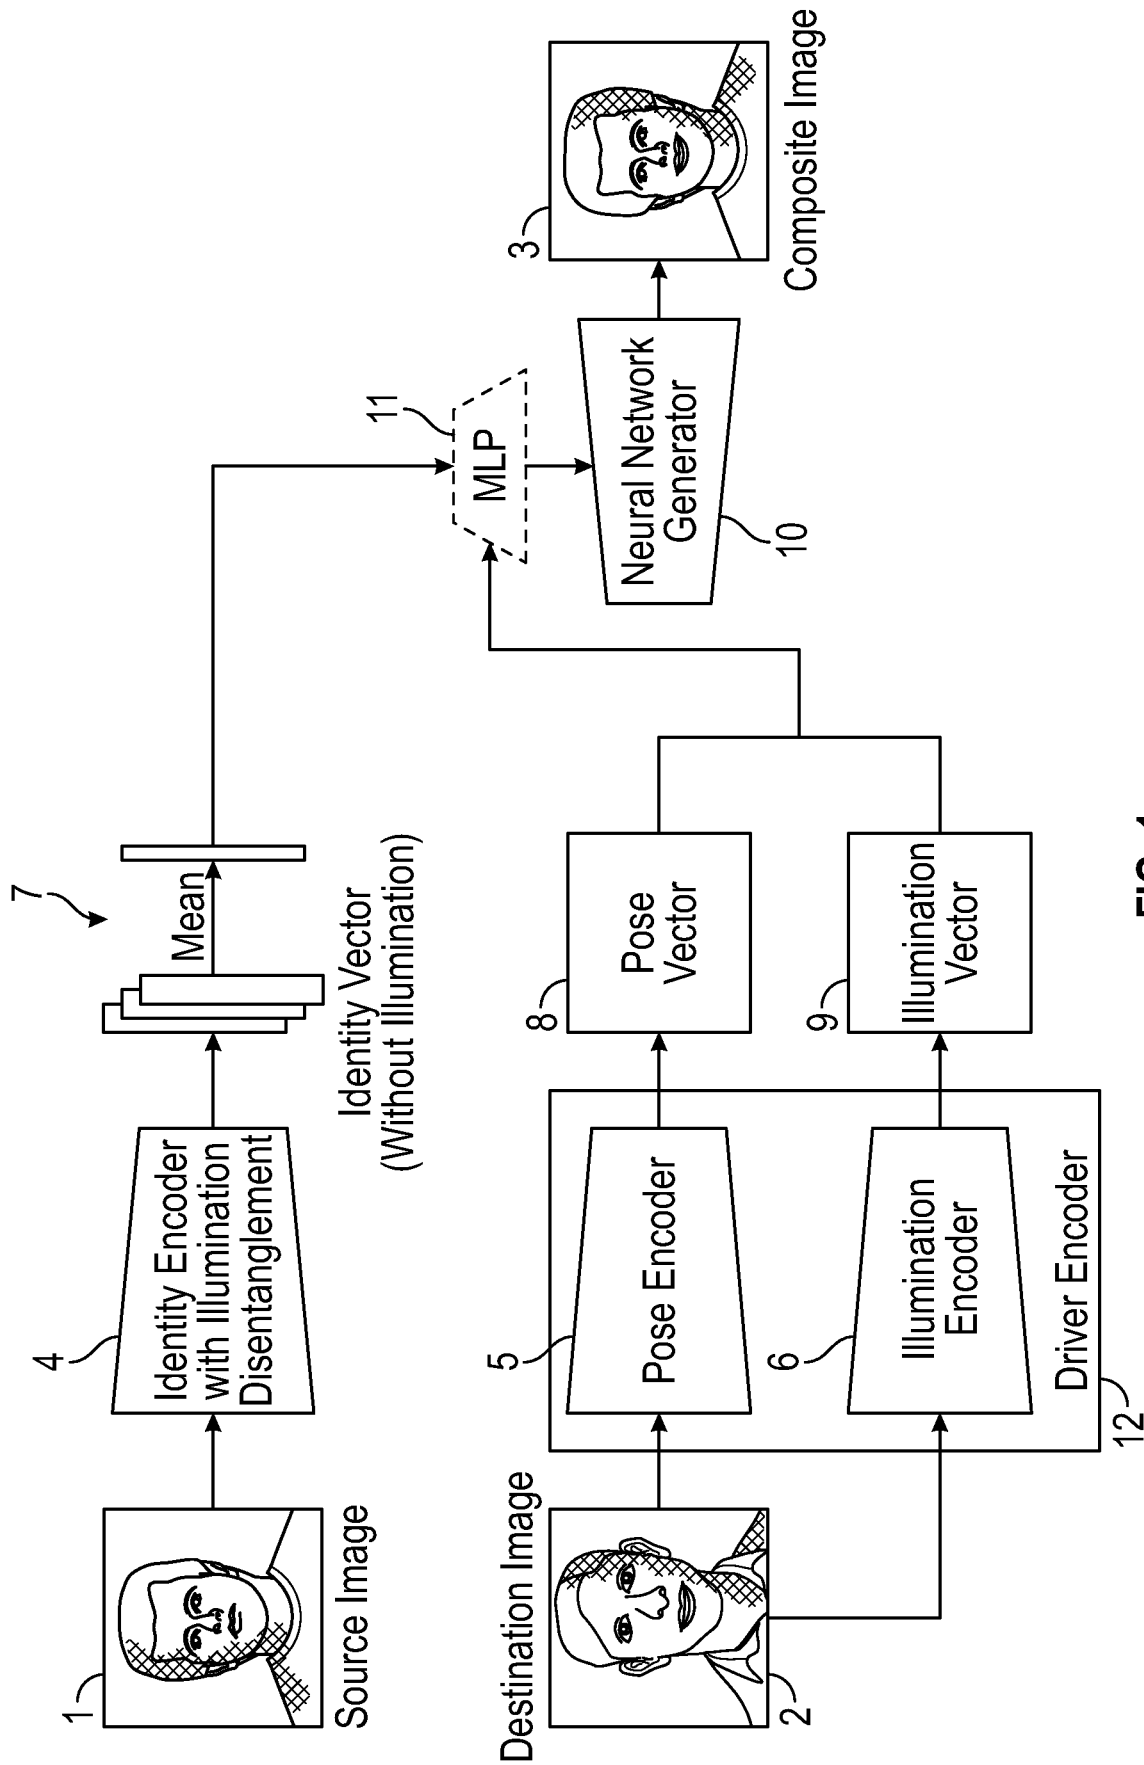 1
Source Image
4
Identity Encoder
with Illumination
Disentanglement
7
Mean
Identity Vector
(Without Illumination)
11
MLP
Neural Network
Generator
10
3
Composite Image
Destination Image
2
5
Pose Encoder
6
Illumination
Encoder
Driver Encoder
12
8
Pose
Vector
9
Illumination
Vector